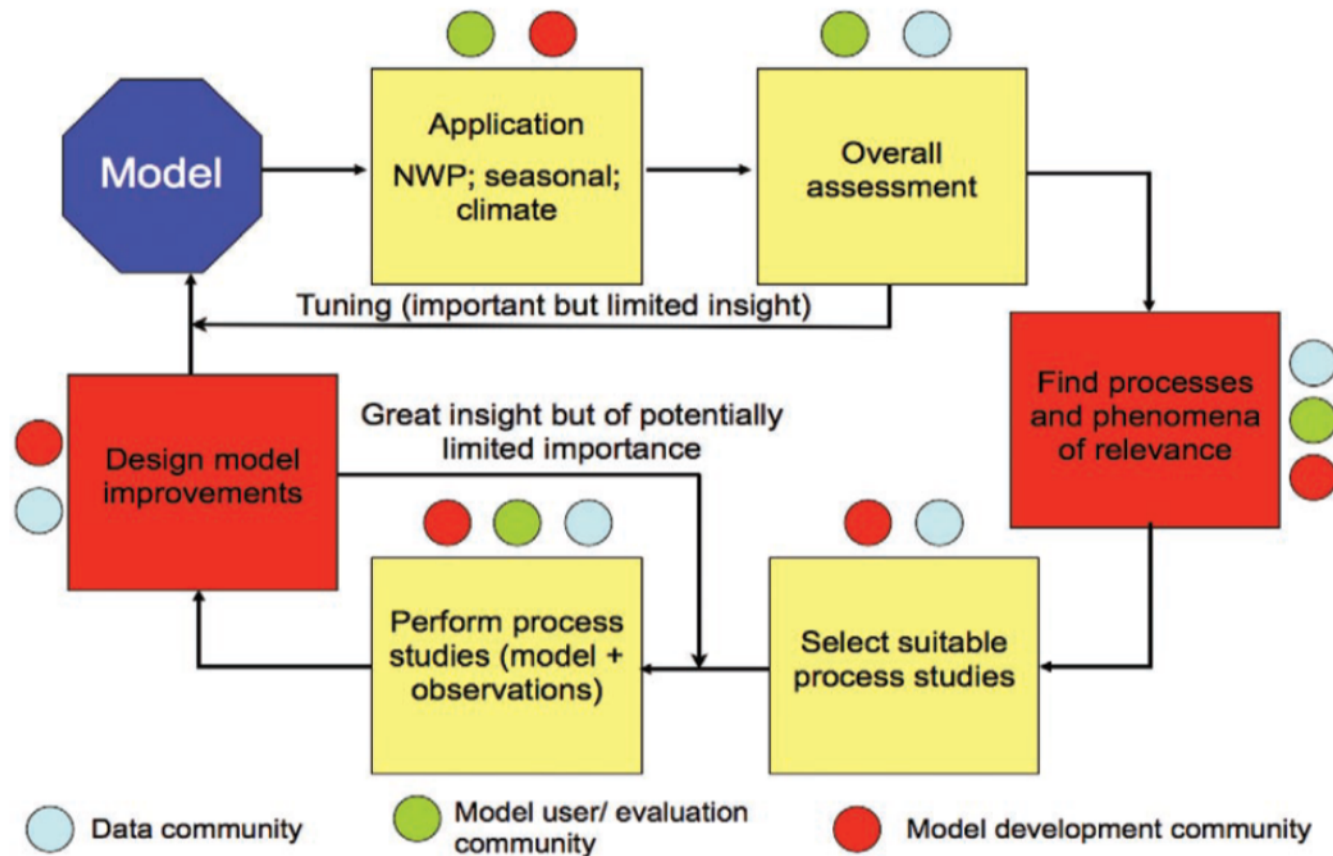 Model
Application
NWP; seasonal;
climate
Overall
assessment
Tuning (important but limited insight)
Find processes
and phenomena
of relevance
Great insight but of potentially
limited importance
Design model
improvements
Perform process
studies (model +
observations)
Select suitable
process studies
Data community
Model user/ evaluation
community
Model development community